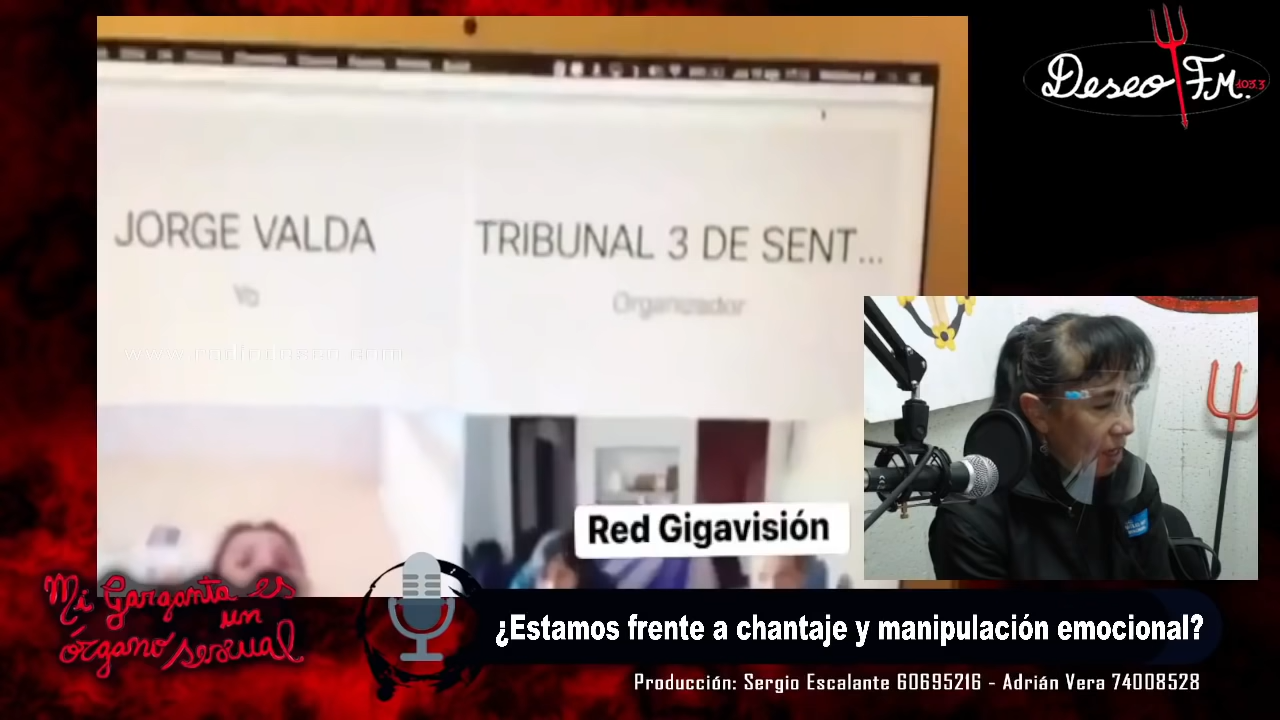 Deseo FM. 103.3
JORGE VALDA
Yo
TRIBUNAL 3 DE SENT...
Organizador
Red Gigavisión
Mi Garganta es
un
órgano sexual
¿Estamos frente a chantaje y manipulación emocional?
Producción: Sergio Escalante 60695216 - Adrián Vera 74008528